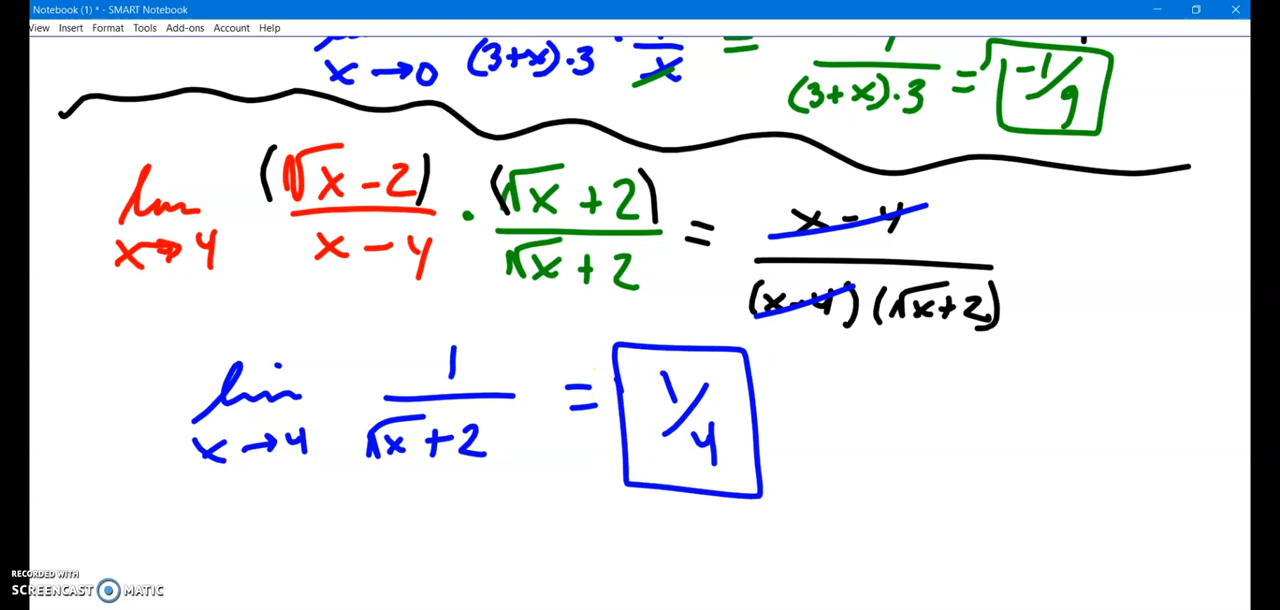 Notebook (1) * - SMART Notebook
View Insert Format Tools Add-ons Account Help
x → 0 (3+x)·3 · 1/x = 1/((3+x)·3) = -1/9
lim x→4 (√x - 2)/(x - 4) · (√x + 2)/(√x + 2) = (x - 4)/((x-4)(√x+2))
lim x→4 1/(√x + 2) = 1/4
RECORDED WITH
SCREENCAST MATIC